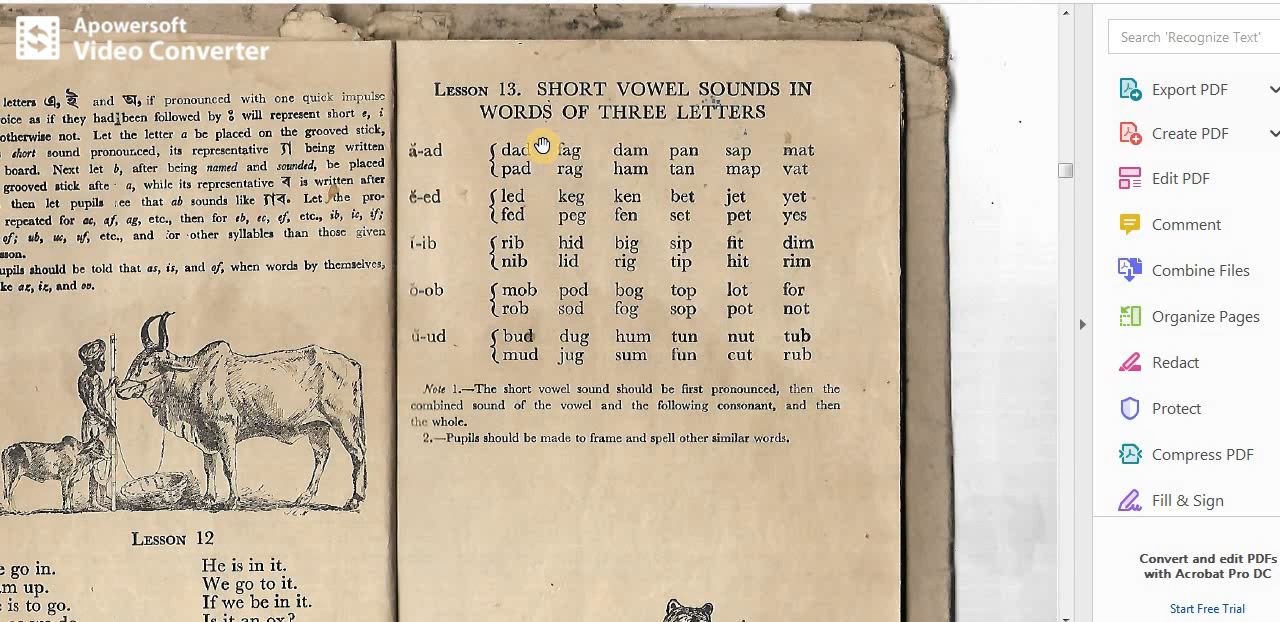 Apowersoft
Video Converter
letters এ, ই and অ, if pronounced with one quick impulse
oice as if they had been followed by ঃ will represent short e, i
otherwise not. Let the letter a be placed on the grooved stick,
short sound pronounced, its representative being written
board. Next let b, after being named and sounded, be placed
grooved stick afte a, while its representative ব is written after
then let pupils see that ab sounds like Let the pro-
repeated for ac, af, ag, etc., then for eb, ec, ef, etc., ib, ic, if;
of; ub, uc, uf, etc., and for other syllables than those given
sson.
upils should be told that as, is, and of, when words by themselves,
ke az, iz, and ov.
LESSON 12
e go in.
m up.
is to go.
He is in it.
We go to it.
If we be in it.
Is it an ox?
LESSON 13. SHORT VOWEL SOUNDS IN
WORDS OF THREE LETTERS
ă-ad { dad fag dam pan sap mat
pad rag ham tan map vat
ĕ-ed { led keg ken bet jet yet
fed peg fen set pet yes
ĭ-ib { rib hid big sip fit dim
nib lid rig tip hit rim
ŏ-ob { mob pod bog top lot for
rob sod fog sop pot not
ŭ-ud { bud dug hum tun nut tub
mud jug sum fun cut rub
Note 1.—The short vowel sound should be first pronounced, then the
combined sound of the vowel and the following consonant, and then
the whole.
2.—Pupils should be made to frame and spell other similar words.
Search 'Recognize Text'
Export PDF
Create PDF
Edit PDF
Comment
Combine Files
Organize Pages
Redact
Protect
Compress PDF
Fill & Sign
Convert and edit PDFs
with Acrobat Pro DC
Start Free Trial